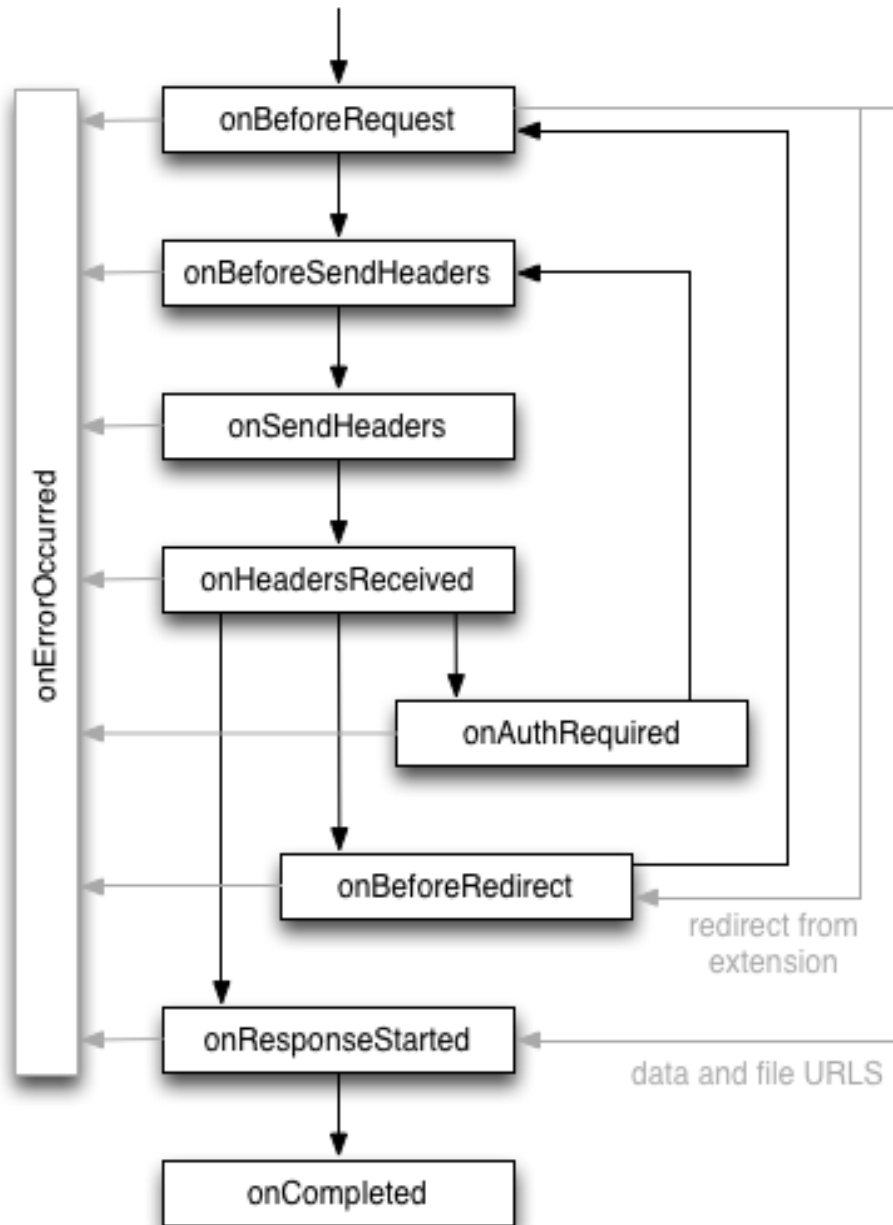 onBeforeRequest
onBeforeSendHeaders
onSendHeaders
onErrorOccurred
onHeadersReceived
onAuthRequired
onBeforeRedirect
redirect from
extension
onResponseStarted
data and file URLS
onCompleted